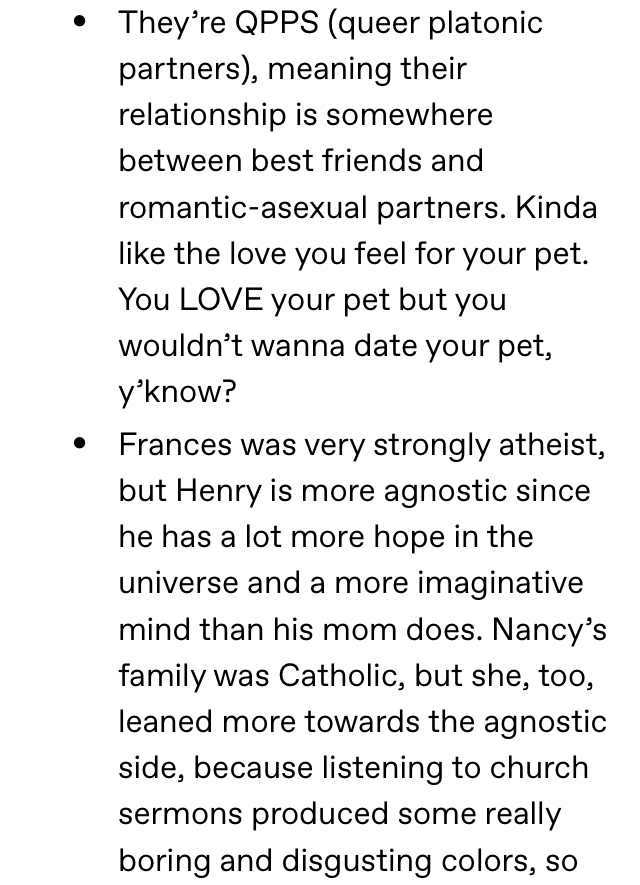 • They’re QPPS (queer platonic
partners), meaning their
relationship is somewhere
between best friends and
romantic-asexual partners. Kinda
like the love you feel for your pet.
You LOVE your pet but you
wouldn’t wanna date your pet,
y’know?
• Frances was very strongly atheist,
but Henry is more agnostic since
he has a lot more hope in the
universe and a more imaginative
mind than his mom does. Nancy’s
family was Catholic, but she, too,
leaned more towards the agnostic
side, because listening to church
sermons produced some really
boring and disgusting colors, so